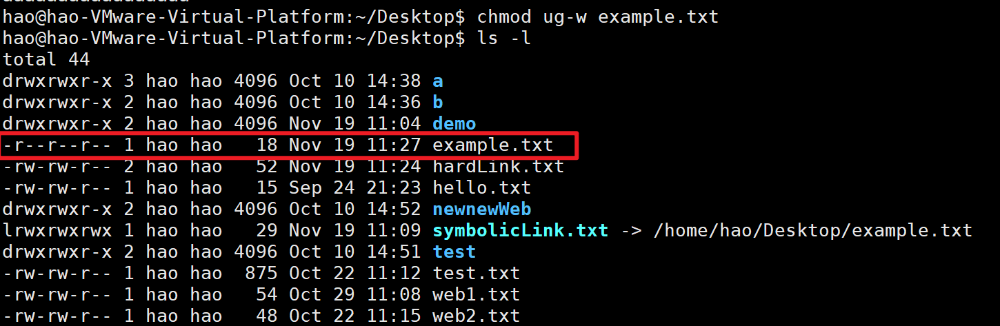 hao@hao-VMware-Virtual-Platform:~/Desktop$ chmod ug-w example.txt
hao@hao-VMware-Virtual-Platform:~/Desktop$ ls -l
total 44
drwxrwxr-x 3 hao hao 4096 Oct 10 14:38 a
drwxrwxr-x 2 hao hao 4096 Oct 10 14:36 b
drwxrwxr-x 2 hao hao 4096 Nov 19 11:04 demo
-r--r--r-- 1 hao hao   18 Nov 19 11:27 example.txt
-rw-rw-r-- 2 hao hao   52 Nov 19 11:24 hardLink.txt
-rw-rw-r-- 1 hao hao   15 Sep 24 21:23 hello.txt
drwxrwxr-x 2 hao hao 4096 Oct 10 14:52 newnewWeb
lrwxrwxrwx 1 hao hao   29 Nov 19 11:09 symbolicLink.txt -> /home/hao/Desktop/example.txt
drwxrwxr-x 2 hao hao 4096 Oct 10 14:51 test
-rw-rw-r-- 1 hao hao  875 Oct 22 11:12 test.txt
-rw-rw-r-- 1 hao hao   54 Oct 29 11:08 web1.txt
-rw-rw-r-- 1 hao hao   48 Oct 22 11:15 web2.txt